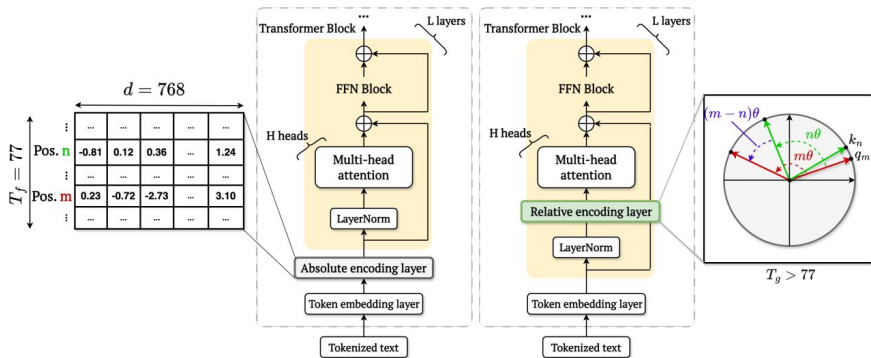 d = 768
T_f = 77
⋮ ... ... ... ... ...
Pos. n -0.81 0.12 0.36 ... 1.24
⋮ ... ... ... ... ...
Pos. m 0.23 -0.72 -2.73 ... 3.10
⋮ ... ... ... ... ...
...
Transformer Block
L layers
FFN Block
H heads
Multi-head
attention
LayerNorm
Absolute encoding layer
Token embedding layer
Tokenized text
...
Transformer Block
L layers
FFN Block
H heads
Multi-head
attention
Relative encoding layer
LayerNorm
Token embedding layer
Tokenized text
(m − n)θ
nθ
k_n
q_m
mθ
T_g > 77